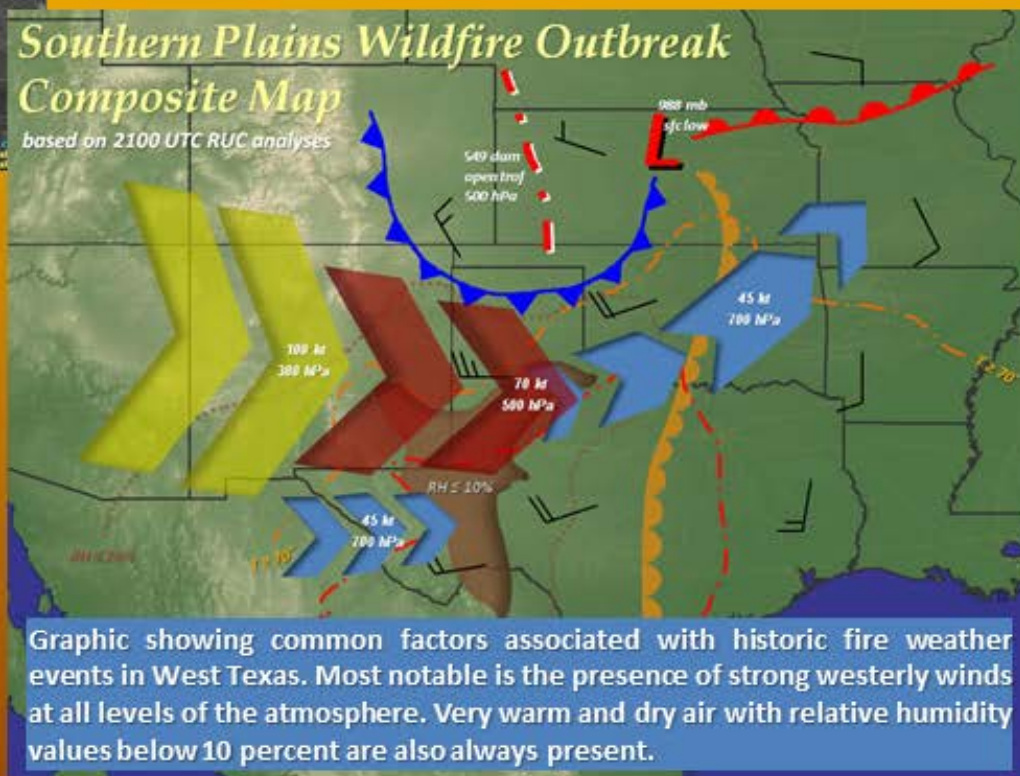 Southern Plains Wildfire Outbreak
Composite Map
based on 2100 UTC RUC analyses
988 mb
sfc low
549 dam
open trof
500 hPa
45 kt
700 hPa
100 kt
300 hPa
70 kt
500 hPa
T ≥ 70°
RH ≤ 10%
45 kt
700 hPa
Graphic showing common factors associated with historic fire weather
events in West Texas. Most notable is the presence of strong westerly winds
at all levels of the atmosphere. Very warm and dry air with relative humidity
values below 10 percent are also always present.